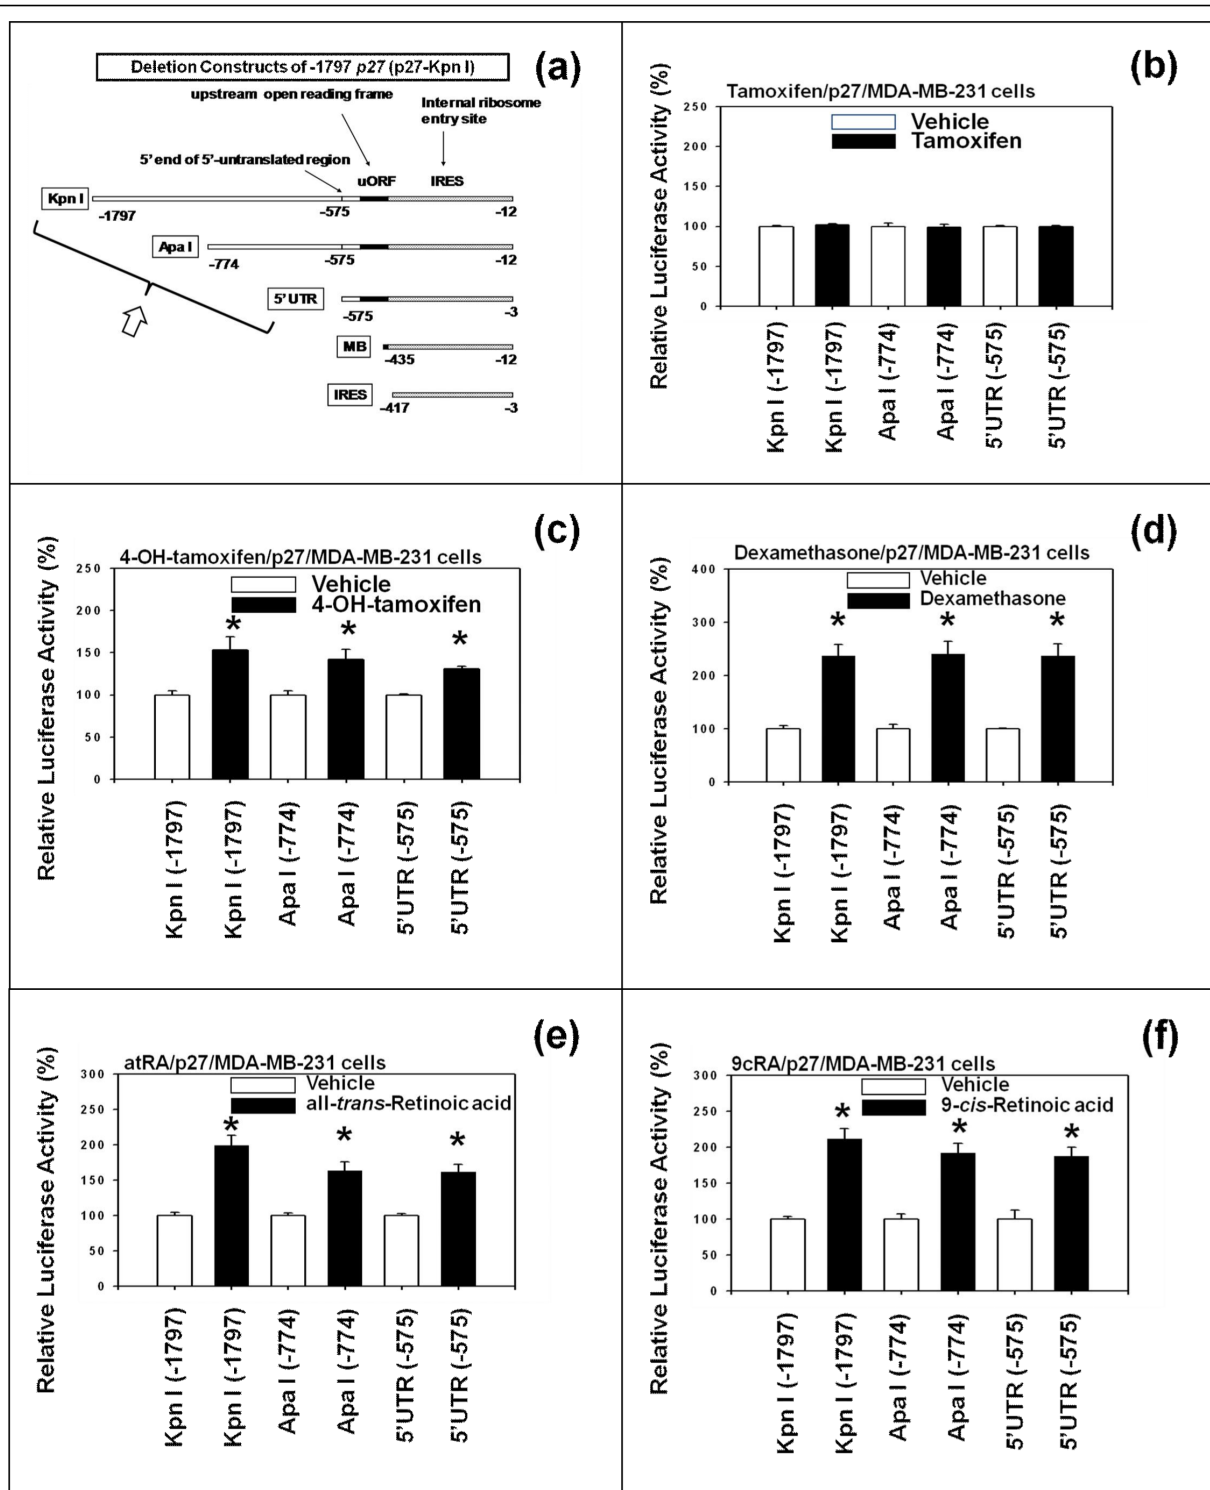 (a)
Deletion Constructs of -1797 p27 (p27-Kpn I)
upstream open reading frame
Internal ribosome
entry site
5' end of 5'-untranslated region
uORF
IRES
Kpn I
-1797
-575
-12
Apa I
-774
-575
-12
5' UTR
-575
-3
MB
-435
-12
IRES
-417
-3
(b)
Tamoxifen/p27/MDA-MB-231 cells
Vehicle
Tamoxifen
Relative Luciferase Activity (%)
250
200
150
100
50
0
Kpn I (-1797)
Kpn I (-1797)
Apa I (-774)
Apa I (-774)
5'UTR (-575)
5'UTR (-575)
(c)
4-OH-tamoxifen/p27/MDA-MB-231 cells
Vehicle
4-OH-tamoxifen
Relative Luciferase Activity (%)
250
200
150
100
50
0
* * *
Kpn I (-1797)
Kpn I (-1797)
Apa I (-774)
Apa I (-774)
5'UTR (-575)
5'UTR (-575)
(d)
Dexamethasone/p27/MDA-MB-231 cells
Vehicle
Dexamethasone
Relative Luciferase Activity (%)
400
300
200
100
0
* * *
Kpn I (-1797)
Kpn I (-1797)
Apa I (-774)
Apa I (-774)
5'UTR (-575)
5'UTR (-575)
(e)
atRA/p27/MDA-MB-231 cells
Vehicle
all-trans-Retinoic acid
Relative Luciferase Activity (%)
300
250
200
150
100
50
0
* * *
Kpn I (-1797)
Kpn I (-1797)
Apa I (-774)
Apa I (-774)
5'UTR (-575)
5'UTR (-575)
(f)
9cRA/p27/MDA-MB-231 cells
Vehicle
9-cis-Retinoic acid
Relative Luciferase Activity (%)
300
250
200
150
100
50
0
* * *
Kpn I (-1797)
Kpn I (-1797)
Apa I (-774)
Apa I (-774)
5'UTR (-575)
5'UTR (-575)